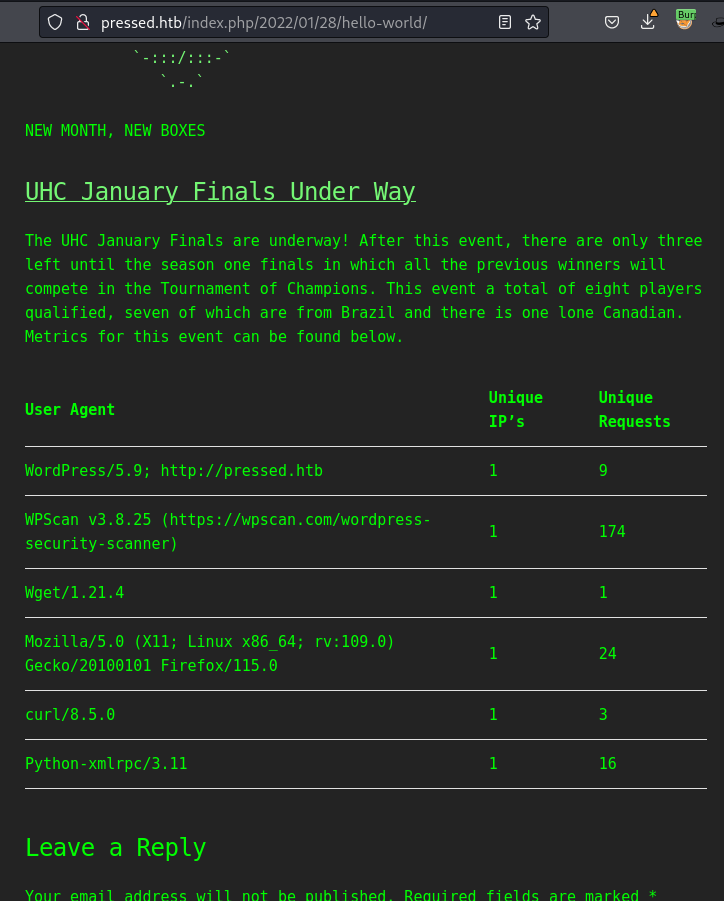 pressed.htb/index.php/2022/01/28/hello-world/
Burp
`-:::/:::-`
`.-.`
NEW MONTH, NEW BOXES
UHC January Finals Under Way
The UHC January Finals are underway! After this event, there are only three
left until the season one finals in which all the previous winners will
compete in the Tournament of Champions. This event a total of eight players
qualified, seven of which are from Brazil and there is one lone Canadian.
Metrics for this event can be found below.
User Agent
Unique
IP’s
Unique
Requests
WordPress/5.9; http://pressed.htb 1 9
WPScan v3.8.25 (https://wpscan.com/wordpress-
security-scanner) 1 174
Wget/1.21.4 1 1
Mozilla/5.0 (X11; Linux x86_64; rv:109.0)
Gecko/20100101 Firefox/115.0 1 24
curl/8.5.0 1 3
Python-xmlrpc/3.11 1 16
Leave a Reply
Your email address will not be published. Required fields are marked *